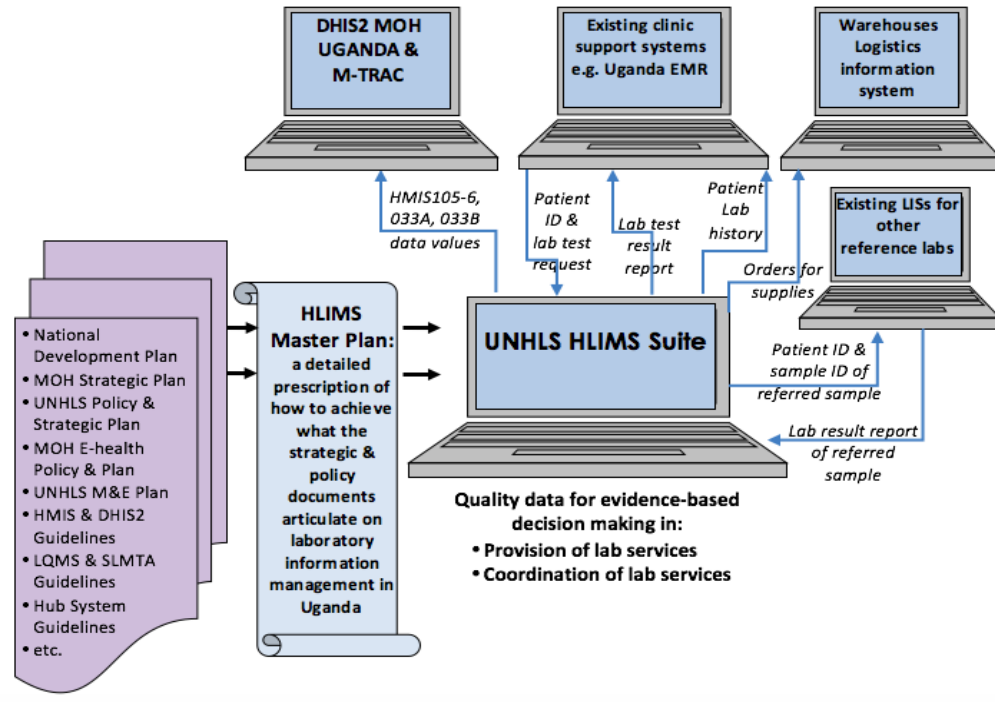 DHIS2 MOH
UGANDA &
M-TRAC
Existing clinic
support systems
e.g. Uganda EMR
Warehouses
Logistics
information
system
HMIS105-6,
033A, 033B
data values
Patient
ID &
lab test
request
Lab test
result
report
Patient
Lab
history
Existing LISs for
other
reference labs
Orders for
supplies
• National
Development Plan
• MOH Strategic Plan
• UNHLS Policy &
Strategic Plan
• MOH E-health
Policy & Plan
• UNHLS M&E Plan
• HMIS & DHIS2
Guidelines
• LQMS & SLMTA
Guidelines
• Hub System
Guidelines
• etc.
HLIMS
Master Plan:
a detailed
prescription of
how to achieve
what the
strategic &
policy
documents
articulate on
laboratory
information
management in
Uganda
UNHLS HLIMS Suite
Patient ID &
sample ID of
referred sample
Lab result report
of referred
sample
Quality data for evidence-based
decision making in:
• Provision of lab services
• Coordination of lab services